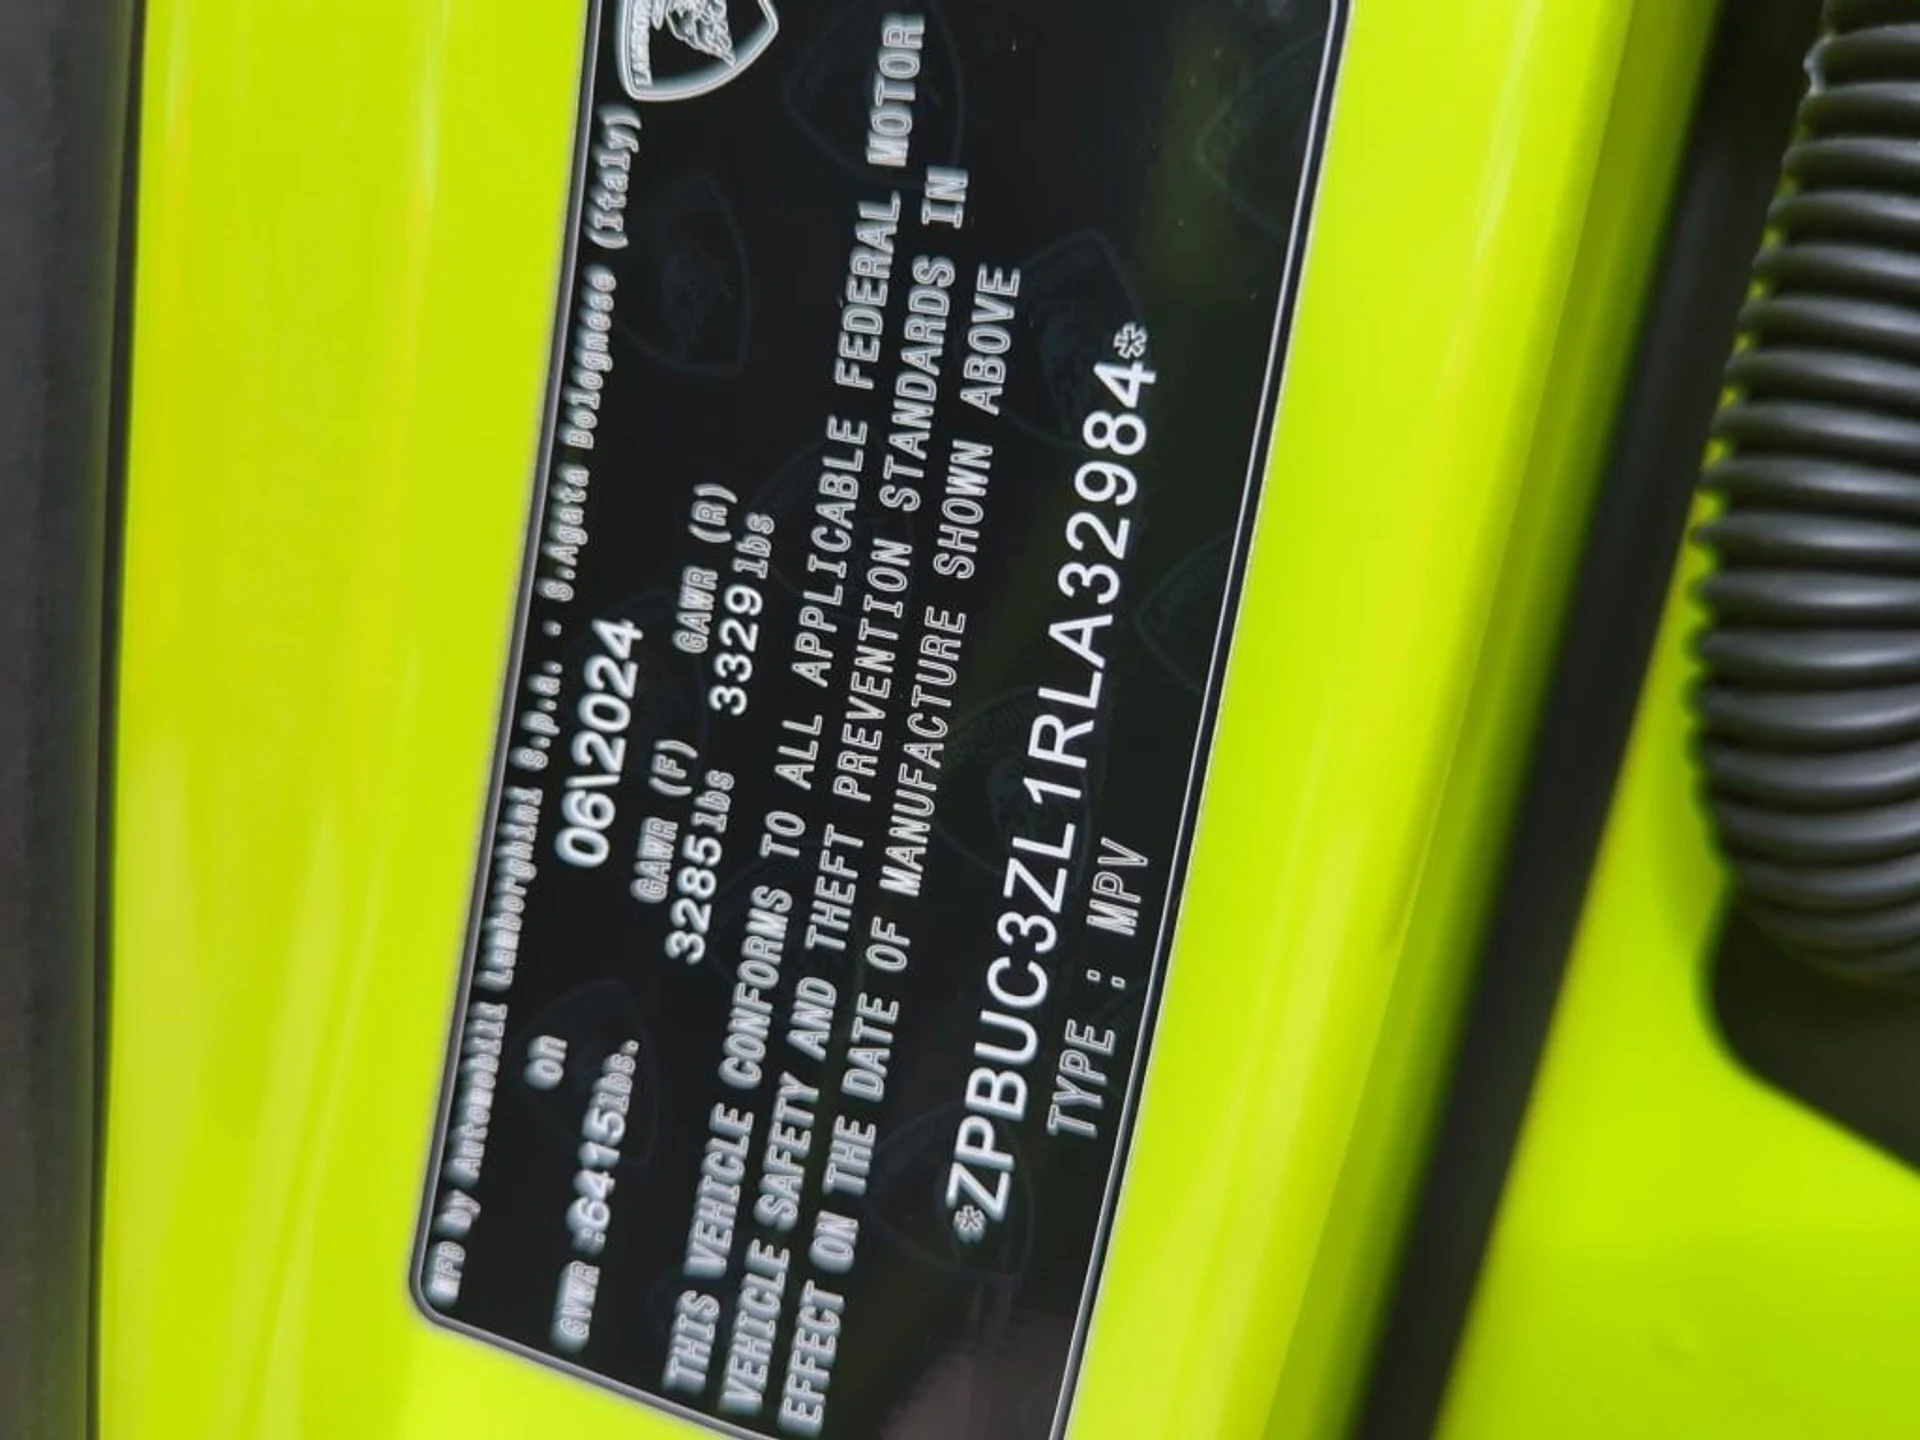 MFD by Automobili Lamborghini S.p.a. . S.Agata Bolognese (Italy)
on 06\2024
GVWR :6415lbs. GAWR (F) GAWR (R)
3285lbs 3329lbs
THIS VEHICLE CONFORMS TO ALL APPLICABLE FEDERAL MOTOR
VEHICLE SAFETY AND THEFT PREVENTION STANDARDS IN
EFFECT ON THE DATE OF MANUFACTURE SHOWN ABOVE
*ZPBUC3ZL1RLA32984*
TYPE : MPV